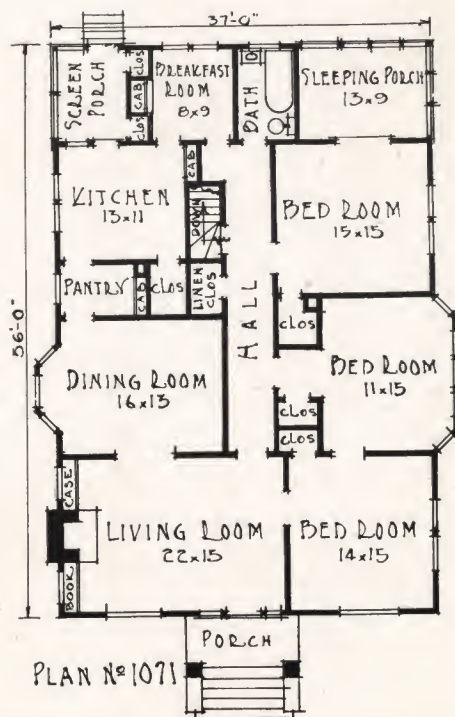 37'-0"
SCREEN
PORCH
CLOS
CAB
CLOS
BREAKFAST
ROOM
8x9
BATH
SLEEPING PORCH
13x9
KITCHEN
13x11
CAB
DOWN
BED ROOM
15x15
PANTRY
CAB
CLOS
LINEN
CLOS
HALL
CLOS
56'-0"
DINING ROOM
16x13
BED ROOM
11x15
CLOS
CLOS
CASE
BOOK
LIVING ROOM
22x15
BED ROOM
14x15
PORCH
PLAN No 1071